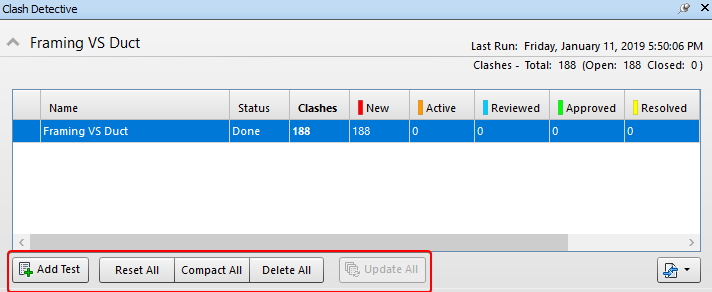 Clash Detective
Framing VS Duct
Last Run: Friday, January 11, 2019 5:50:06 PM
Clashes - Total: 188 (Open: 188 Closed: 0 )
Name Status Clashes New Active Reviewed Approved Resolved
Framing VS Duct Done 188 188 0 0 0 0
Add Test Reset All Compact All Delete All Update All